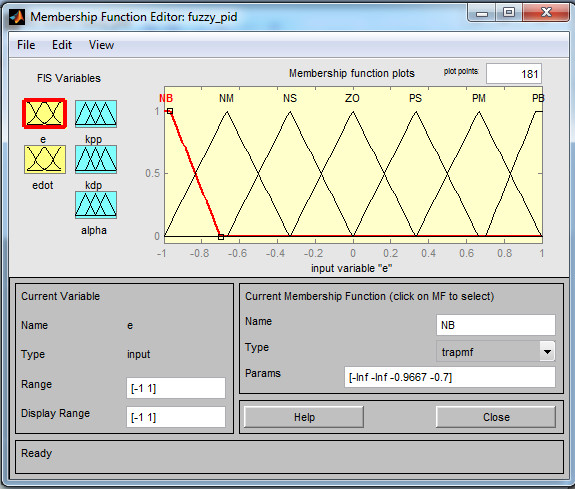 Membership Function Editor: fuzzy_pid
File Edit View
FIS Variables
Membership function plots
plot points:
181
e
kpp
edot
kdp
alpha
NB NM NS ZO PS PM PB
1
0.5
0
-1 -0.8 -0.6 -0.4 -0.2 0 0.2 0.4 0.6 0.8 1
input variable "e"
Current Variable
Name e
Type input
Range [-1 1]
Display Range [-1 1]
Current Membership Function (click on MF to select)
Name NB
Type trapmf
Params [-Inf -Inf -0.9667 -0.7]
Help Close
Ready